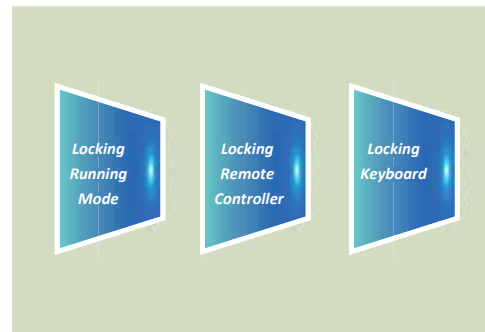 Locking
Running
Mode
Locking
Remote
Controller
Locking
Keyboard